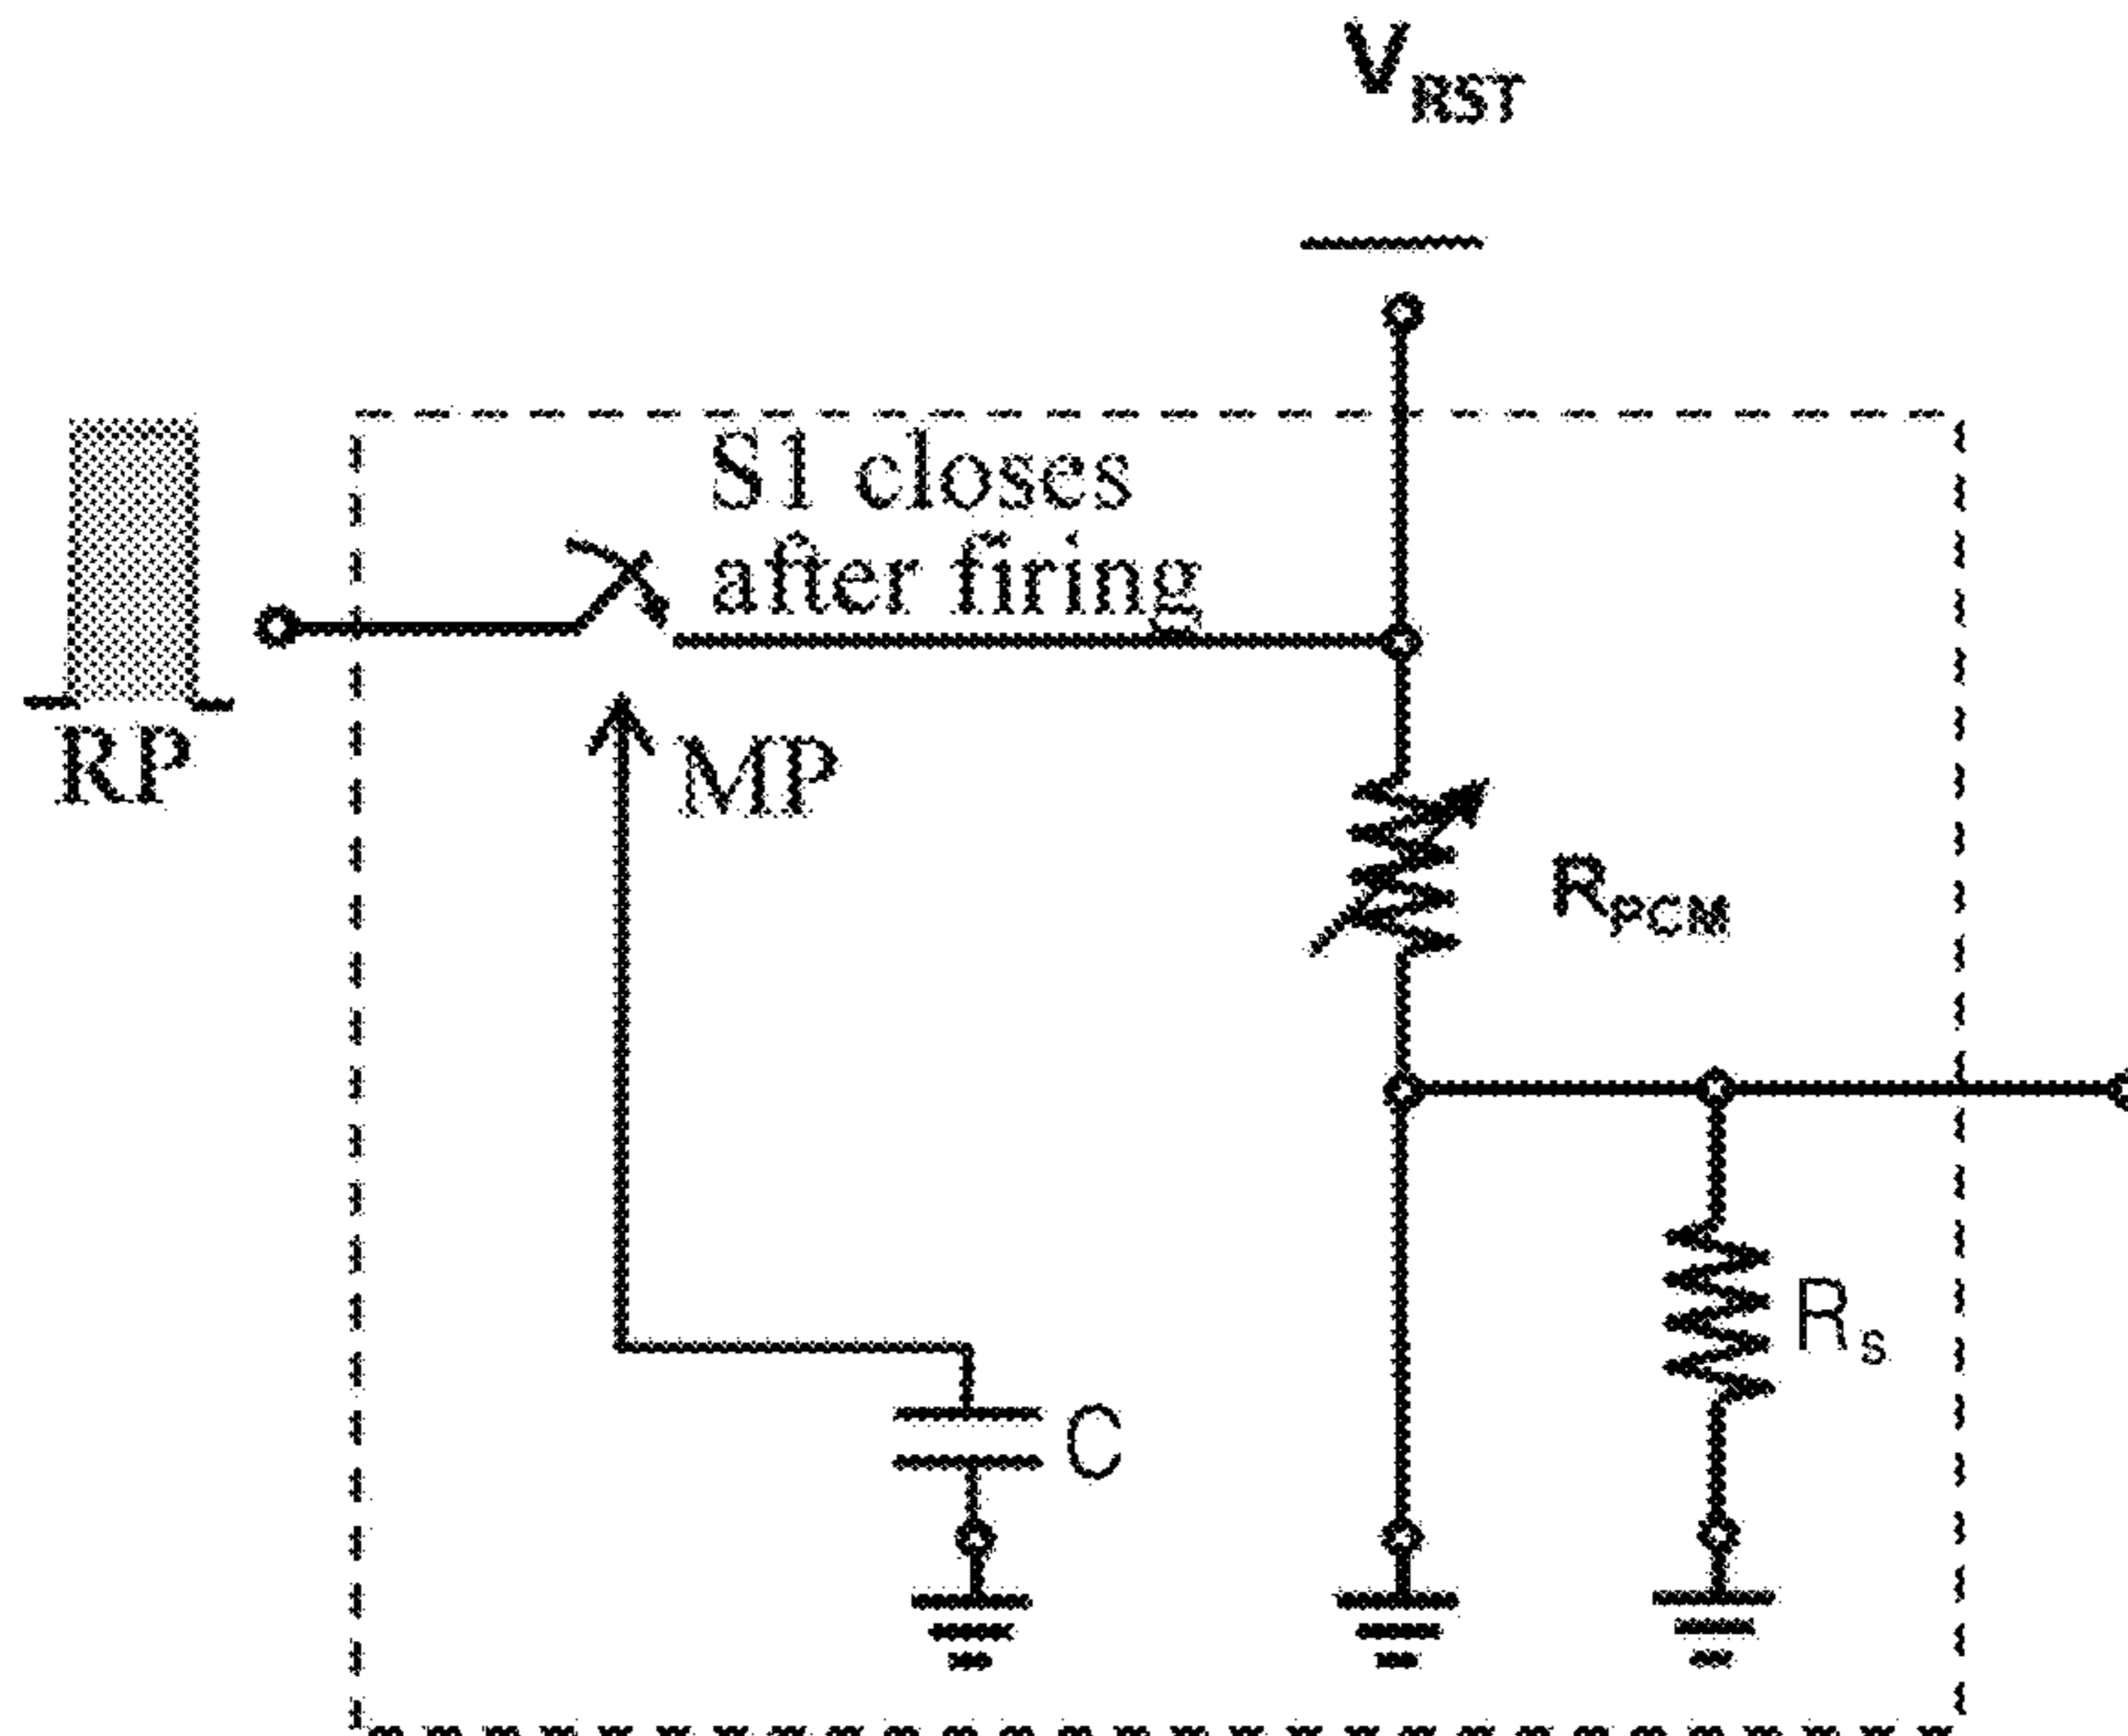 VRST
S1 closes
after firing
RP
MP
RPCM
Rs
C